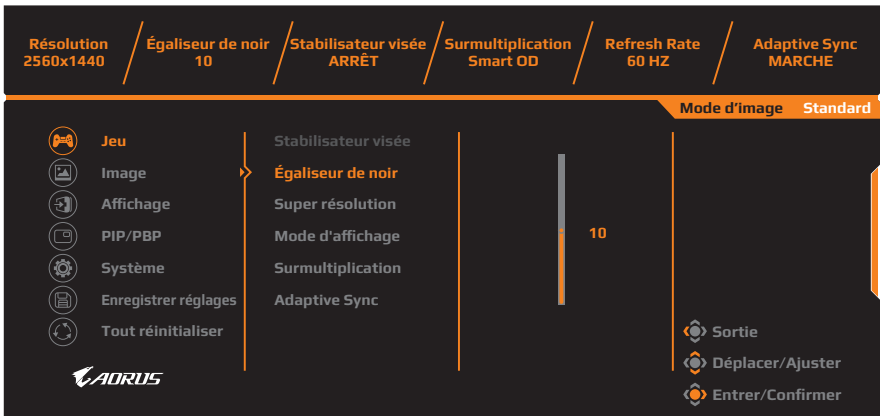 Résolution
2560x1440
Égaliseur de noir
10
Stabilisateur visée
ARRÊT
Surmultiplication
Smart OD
Refresh Rate
60 HZ
Adaptive Sync
MARCHE
Mode d'image Standard
Jeu
Image
Affichage
PIP/PBP
Système
Enregistrer réglages
Tout réinitialiser
Stabilisateur visée
Égaliseur de noir
Super résolution
Mode d'affichage
Surmultiplication
Adaptive Sync
10
Sortie
Déplacer/Ajuster
Entrer/Confirmer
AORUS